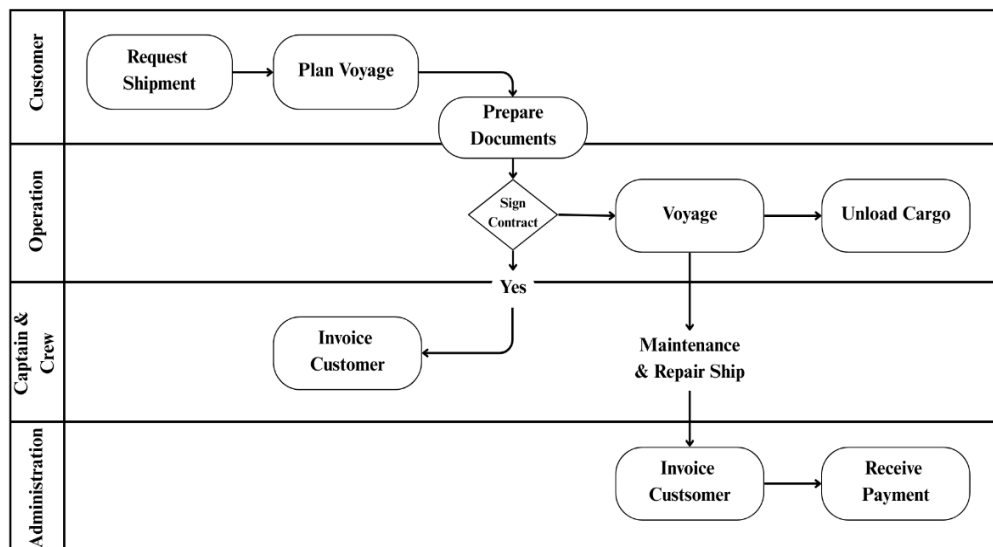 Customer
Request
Shipment
Plan Voyage
Prepare
Documents
Operation
Sign
Contract
Voyage
Unload Cargo
Yes
Captain &
Crew
Invoice
Customer
Maintenance
& Repair Ship
Administration
Invoice
Custsomer
Receive
Payment